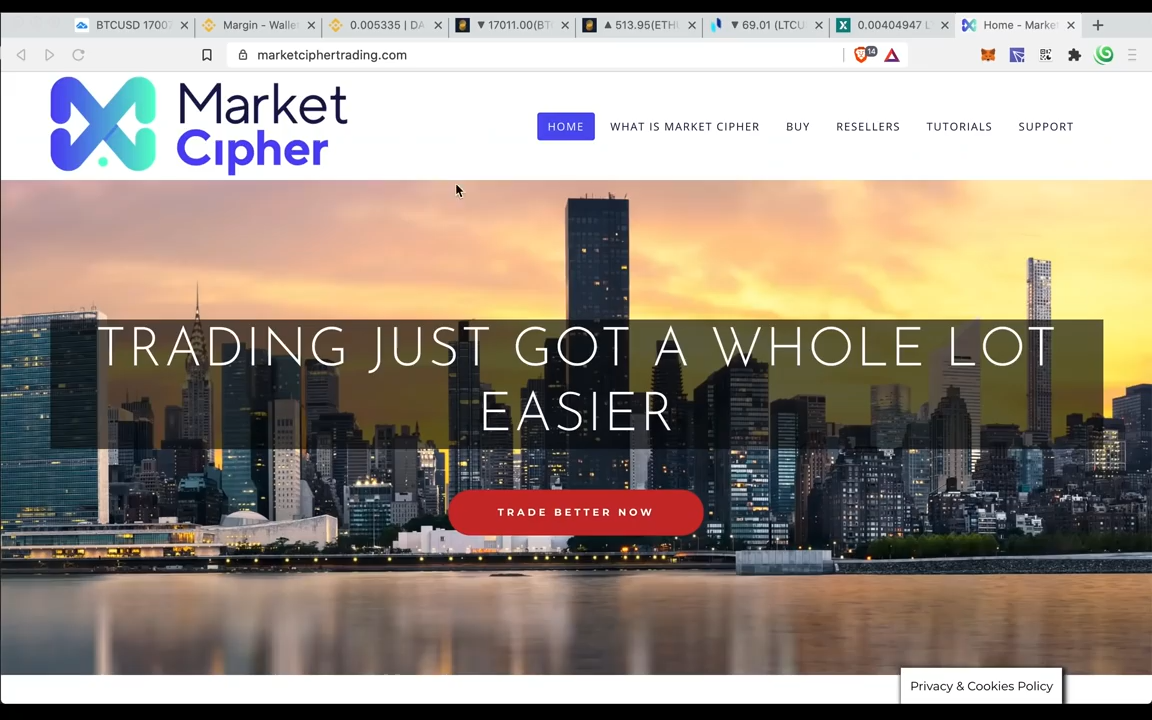 BTCUSD 1700
Margin - Walle
0.005335 | DA
▼ 17011.00(BT
▲ 513.95(ETH
▼ 69.01 (LTCU
0.00404947 L
Home - Marke
marketciphertrading.com
14
Market
Cipher
HOME
WHAT IS MARKET CIPHER
BUY
RESELLERS
TUTORIALS
SUPPORT
TRADING JUST GOT A WHOLE LOT
EASIER
TRADE BETTER NOW
Privacy & Cookies Policy